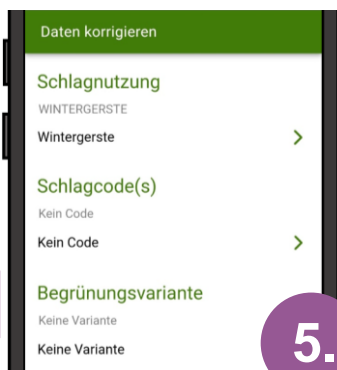 Daten korrigieren
Schlagnutzung
WINTERGERSTE
Wintergerste
Schlagcode(s)
Kein Code
Kein Code
Begrünungsvariante
Keine Variante
Keine Variante
5.